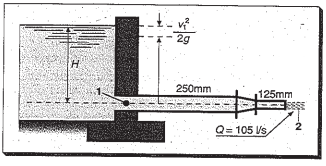 v₁²
2g
H
1
250mm
125mm
Q = 105 l/s
2